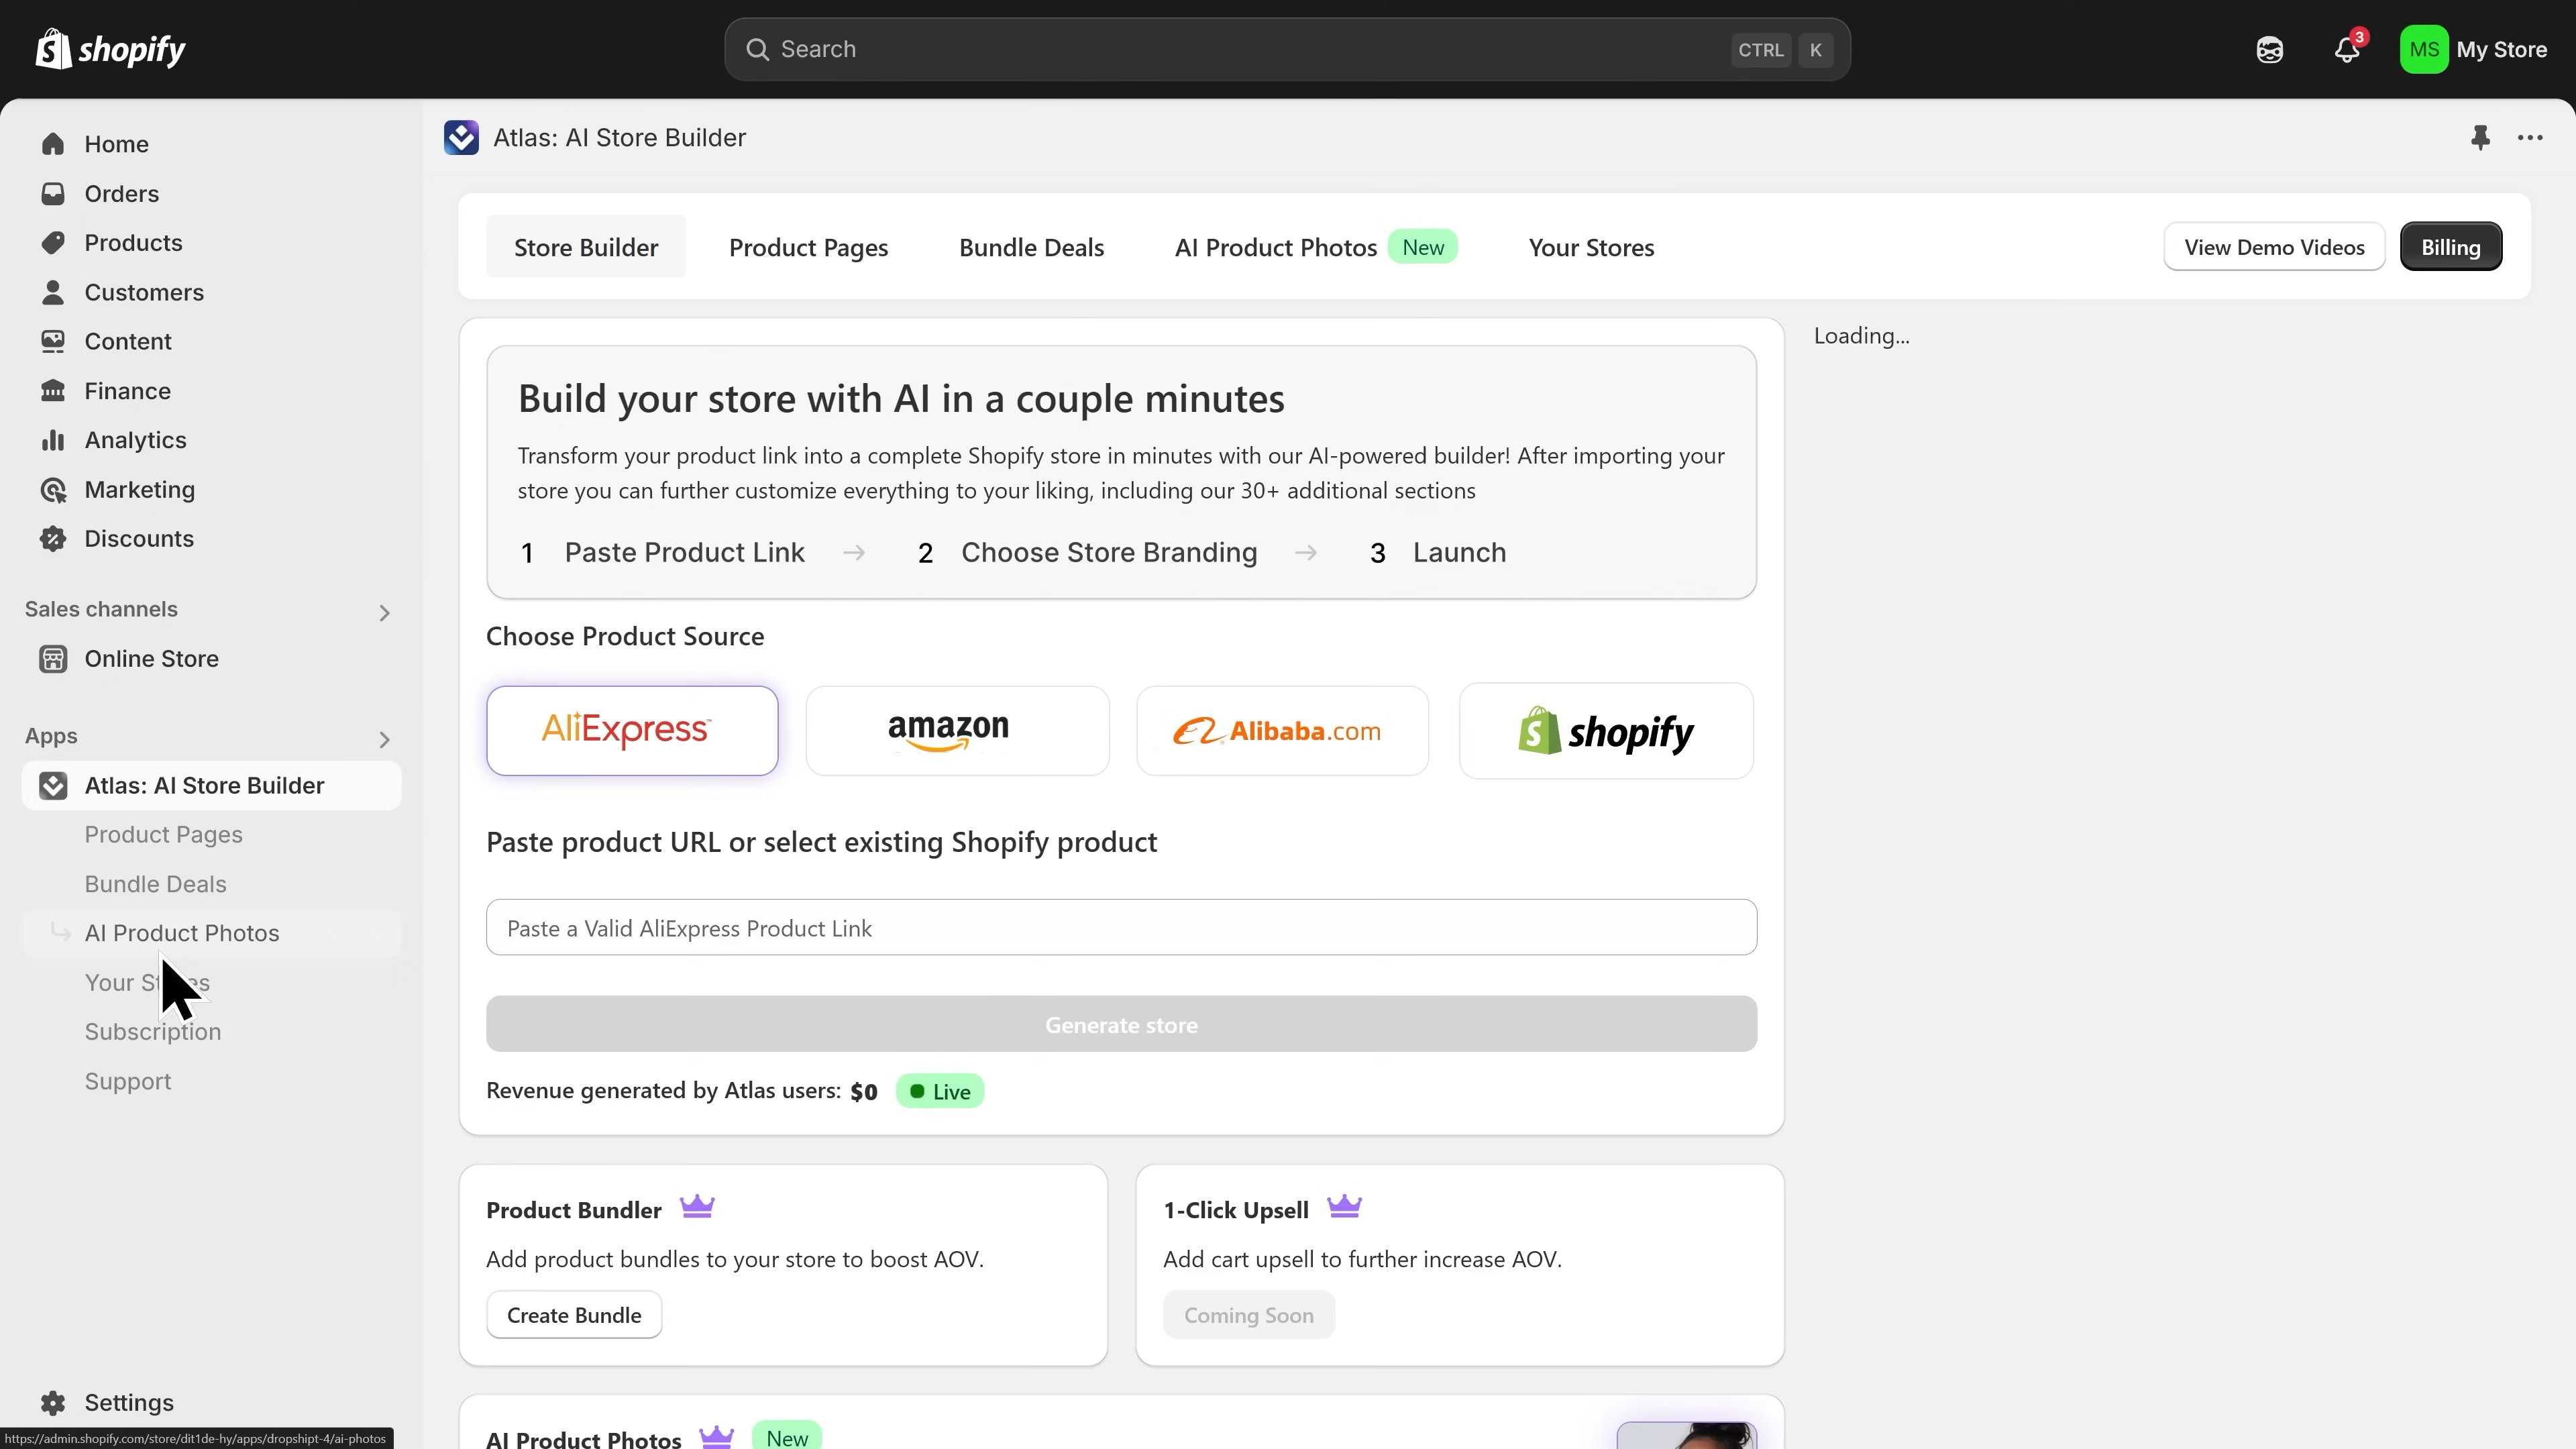 shopify
Search
CTRL K
3
MS
My Store
Home
Orders
Products
Customers
Content
Finance
Analytics
Marketing
Discounts
Sales channels
Online Store
Apps
Atlas: AI Store Builder
Product Pages
Bundle Deals
AI Product Photos
Your
Subscription
Support
Settings
https://admin.shopify.com/store/dit1de-hy/apps/dropshipt-4/ai-photos
Atlas: AI Store Builder
Store Builder
Product Pages
Bundle Deals
AI Product Photos New
Your Stores
View Demo Videos
Billing
Build your store with AI in a couple minutes
Transform your product link into a complete Shopify store in minutes with our AI-powered builder! After importing your
store you can further customize everything to your liking, including our 30+ additional sections
1 Paste Product Link → 2 Choose Store Branding → 3 Launch
Loading...
Choose Product Source
AliExpress™
amazon
Alibaba.com
shopify
Paste product URL or select existing Shopify product
Paste a Valid AliExpress Product Link
Generate store
Revenue generated by Atlas users: $0 Live
Product Bundler
Add product bundles to your store to boost AOV.
Create Bundle
1-Click Upsell
Add cart upsell to further increase AOV.
Coming Soon
AI Product Photos New